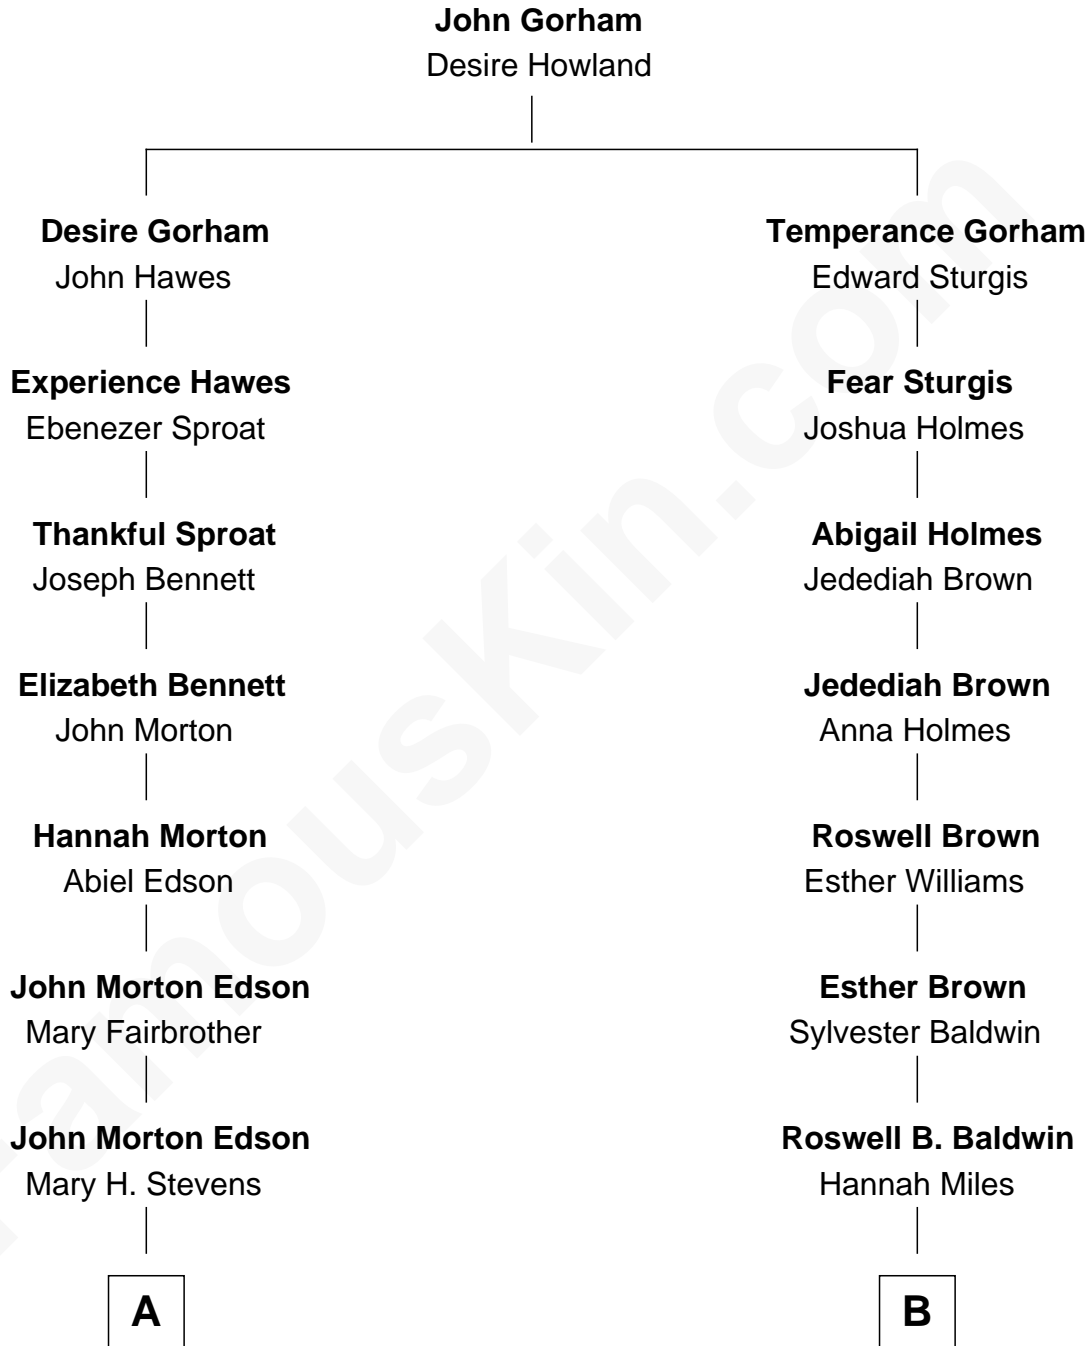 John Gorham
Desire Howland
Desire Gorham
John Hawes
Temperance Gorham
Edward Sturgis
Experience Hawes
Ebenezer Sproat
Fear Sturgis
Joshua Holmes
Thankful Sproat
Joseph Bennett
Abigail Holmes
Jedediah Brown
Elizabeth Bennett
John Morton
Jedediah Brown
Anna Holmes
Hannah Morton
Abiel Edson
Roswell Brown
Esther Williams
John Morton Edson
Mary Fairbrother
Esther Brown
Sylvester Baldwin
John Morton Edson
Mary H. Stevens
Roswell B. Baldwin
Hannah Miles
A
B
FamousKin.com